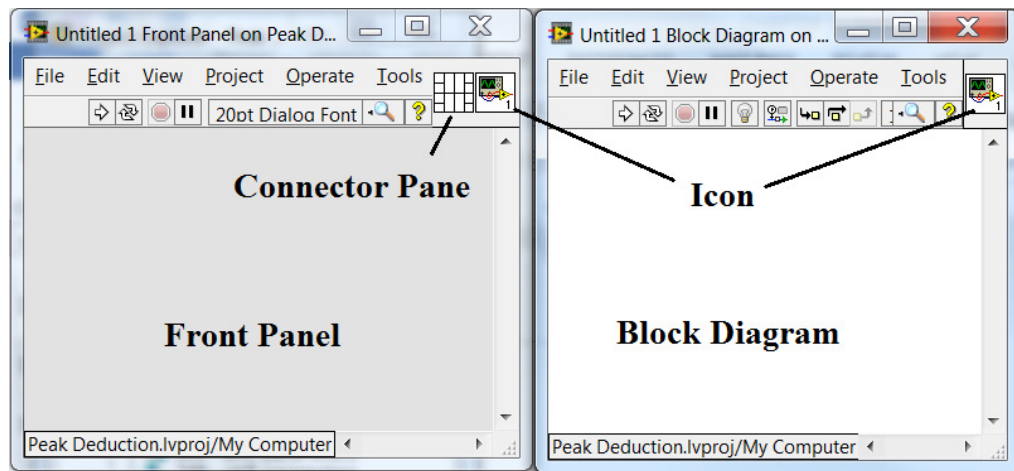 Untitled 1 Front Panel on Peak D...
File Edit View Project Operate Tools
20pt Dialog Font
?
1
Connector Pane
Front Panel
Peak Deduction.lvproj/My Computer
Untitled 1 Block Diagram on ...
File Edit View Project Operate Tools
?
1
Icon
Block Diagram
Peak Deduction.lvproj/My Computer